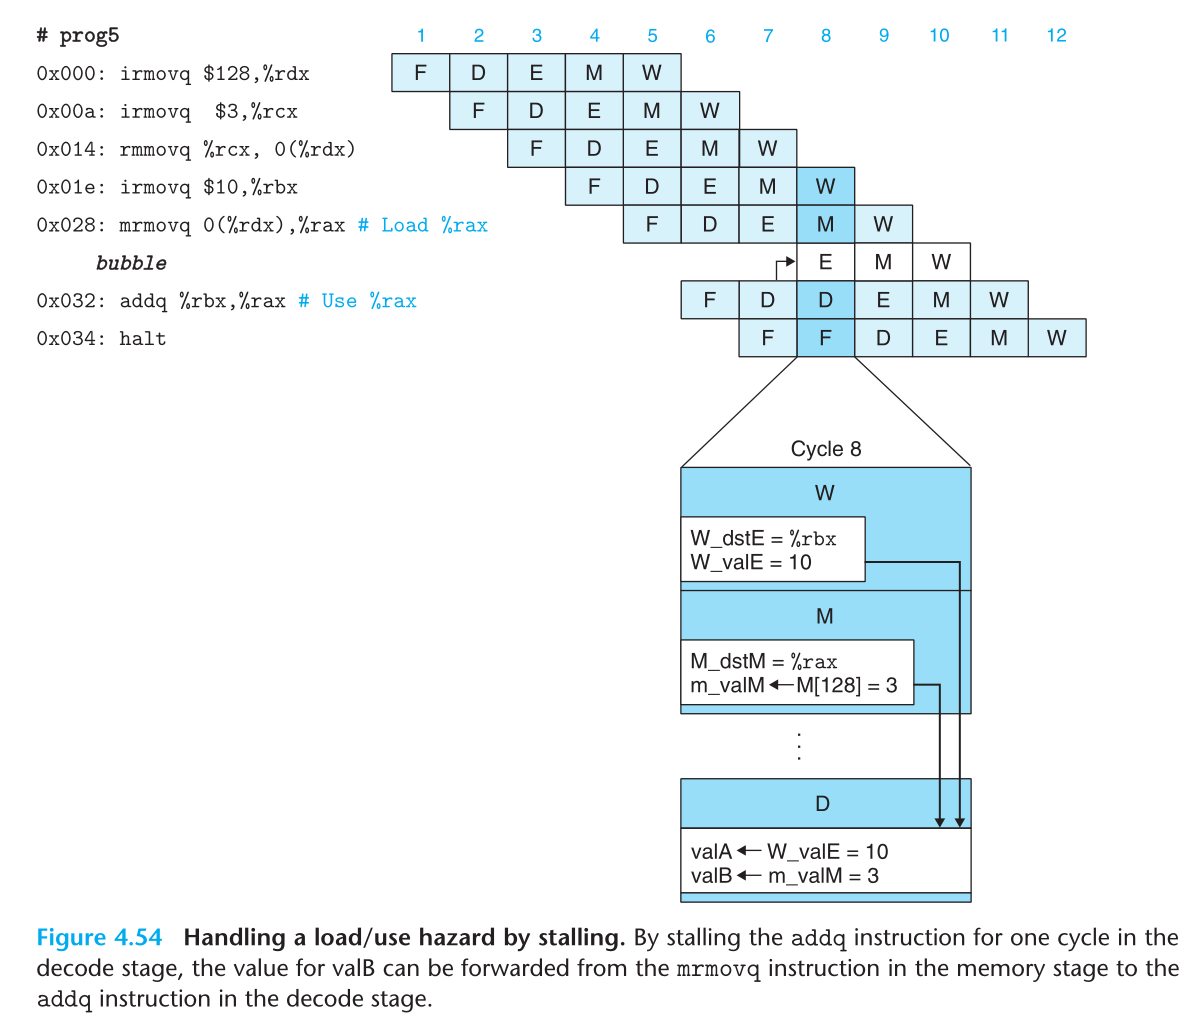 # prog5 1 2 3 4 5 6 7 8 9 10 11 12
0x000: irmovq $128,%rdx F D E M W
0x00a: irmovq  $3,%rcx F D E M W
0x014: rmmovq %rcx, 0(%rdx) F D E M W
0x01e: irmovq $10,%rbx F D E M W
0x028: mrmovq 0(%rdx),%rax # Load %rax F D E M W
bubble E M W
0x032: addq %rbx,%rax # Use %rax F D D E M W
0x034: halt F F D E M W
Cycle 8
W
W_dstE = %rbx
W_valE = 10
M
M_dstM = %rax
m_valM ← M[128] = 3
D
valA ← W_valE = 10
valB ← m_valM = 3
Figure 4.54 Handling a load/use hazard by stalling. By stalling the addq instruction for one cycle in the
decode stage, the value for valB can be forwarded from the mrmovq instruction in the memory stage to the
addq instruction in the decode stage.